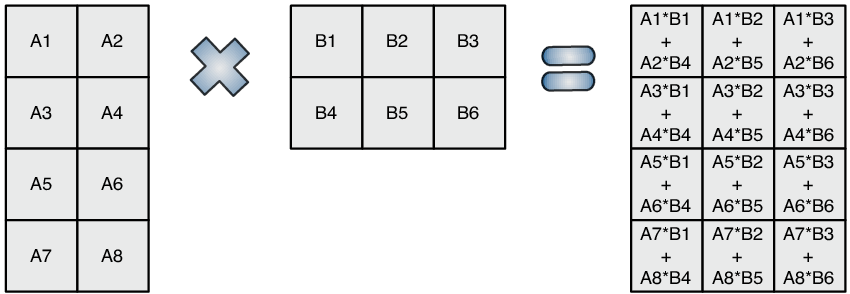 A1 A2
B1 B2 B3
A1*B1 A1*B2 A1*B3
+ + +
A2*B4 A2*B5 A2*B6
A3 A4
B4 B5 B6
A3*B1 A3*B2 A3*B3
+ + +
A4*B4 A4*B5 A4*B6
A5 A6
A5*B1 A5*B2 A5*B3
+ + +
A6*B4 A6*B5 A6*B6
A7 A8
A7*B1 A7*B2 A7*B3
+ + +
A8*B4 A8*B5 A8*B6